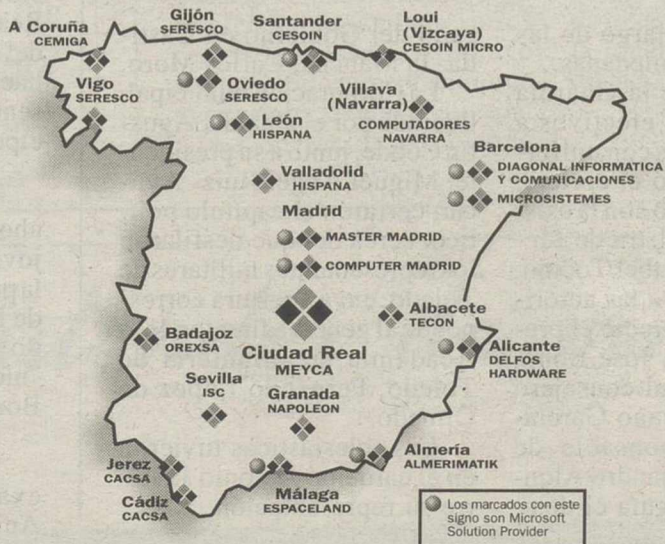 A Coruña
CEMIGA
Gijón
SERESCO
Santander
CESOIN
Loui
(Vizcaya)
CESOIN MICRO
Vigo
SERESCO
Oviedo
SERESCO
León
HISPANA
Villava
(Navarra)
COMPUTADORES
NAVARRA
Barcelona
DIAGONAL INFORMATICA
Y COMUNICACIONES
MICROSISTEMES
Valladolid
HISPANA
Madrid
MASTER MADRID
COMPUTER MADRID
Ciudad Real
MEYCA
Albacete
TECON
Badajoz
OREXSA
Alicante
DELFOS
HARDWARE
Sevilla
ISC
Granada
NAPOLEON
Jerez
CACSA
Cádiz
CACSA
Málaga
ESPACELAND
Almería
ALMERIMATIK
Los marcados con este
signo son Microsoft
Solution Provider